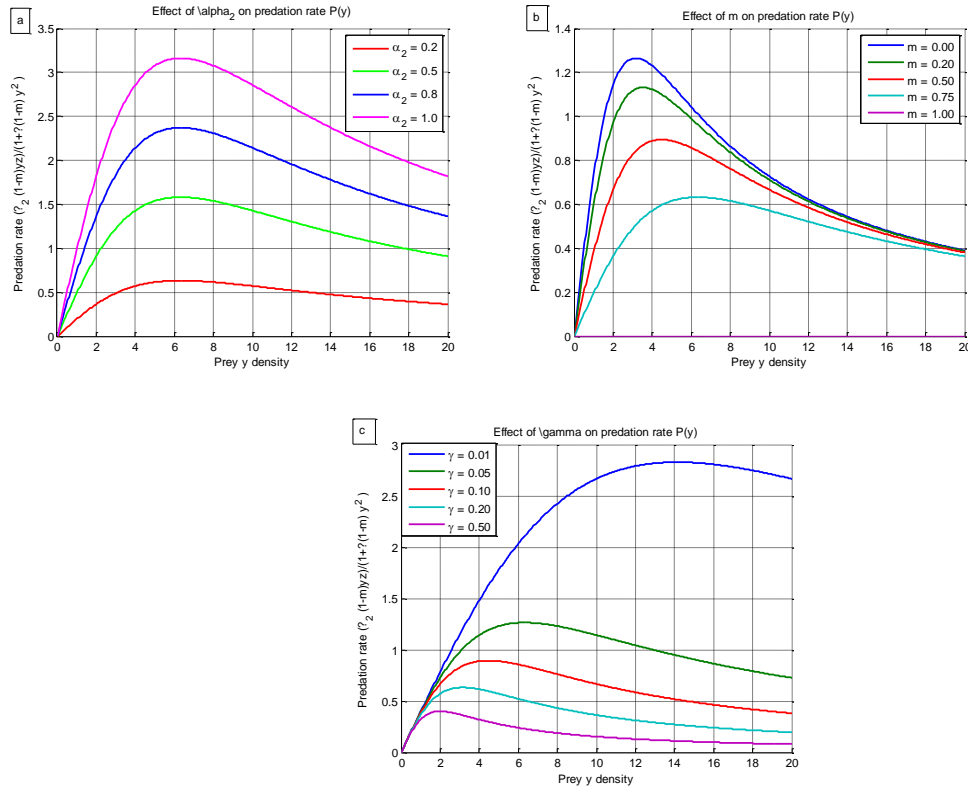 a
Effect of \alpha₂ on predation rate P(y)
Predation rate (?₂ (1-m)yz)/(1+?(1-m) y²)
3.5
3
2.5
2
1.5
1
0.5
0
α₂ = 0.2
α₂ = 0.5
α₂ = 0.8
α₂ = 1.0
0 2 4 6 8 10 12 14 16 18 20
Prey y density
b
Effect of m on predation rate P(y)
Predation rate (?₂ (1-m)yz)/(1+?(1-m) y²)
1.4
1.2
1
0.8
0.6
0.4
0.2
0
m = 0.00
m = 0.20
m = 0.50
m = 0.75
m = 1.00
0 2 4 6 8 10 12 14 16 18 20
Prey y density
c
Effect of \gamma on predation rate P(y)
Predation rate (?₂ (1-m)yz)/(1+?(1-m) y²)
3
2.5
2
1.5
1
0.5
0
γ = 0.01
γ = 0.05
γ = 0.10
γ = 0.20
γ = 0.50
0 2 4 6 8 10 12 14 16 18 20
Prey y density